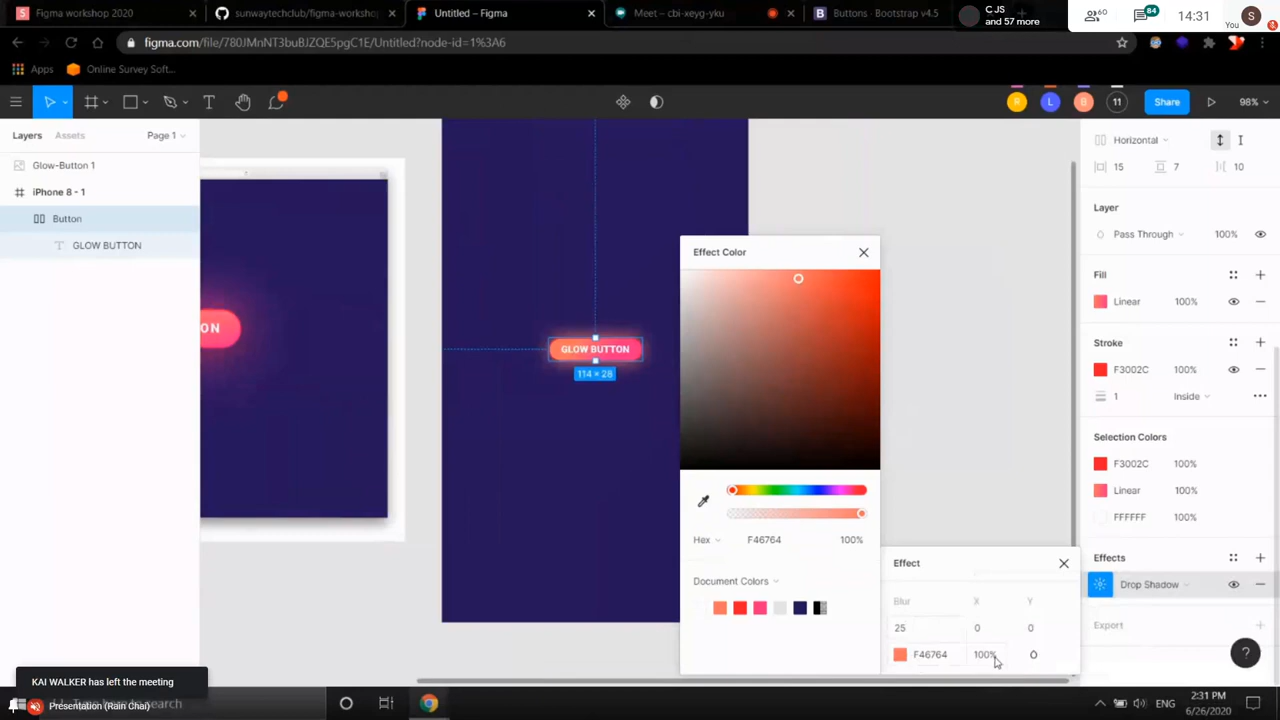 Figma workshop 2020
sunwaytechclub/figma-workshop
Untitled – Figma
Meet – cbi-xeyg-yku
Buttons · Bootstrap v4.5
C JS
and 57 more
60
84
14:31
You
S
figma.com/file/780JMnNT3buBJZQE5pgC1E/Untitled?node-id=1%3A6
Apps
Online Survey Soft...
R
L
B
11
Share
98%
Layers
Assets
Page 1
Glow-Button 1
iPhone 8 - 1
Button
GLOW BUTTON
ON
GLOW BUTTON
114 × 28
Effect Color
Hex
F46764
100%
Document Colors
Effect
Blur
X
Y
25
0
0
F46764
100%
Horizontal
15
7
10
Layer
Pass Through
100%
Fill
Linear
100%
Stroke
F3002C
100%
1
Inside
Selection Colors
F3002C
100%
Linear
100%
FFFFFF
100%
Effects
Drop Shadow
Export
?
KAI WALKER has left the meeting
Presentation (Rean Thai)
search
ENG
2:31 PM
6/26/2020